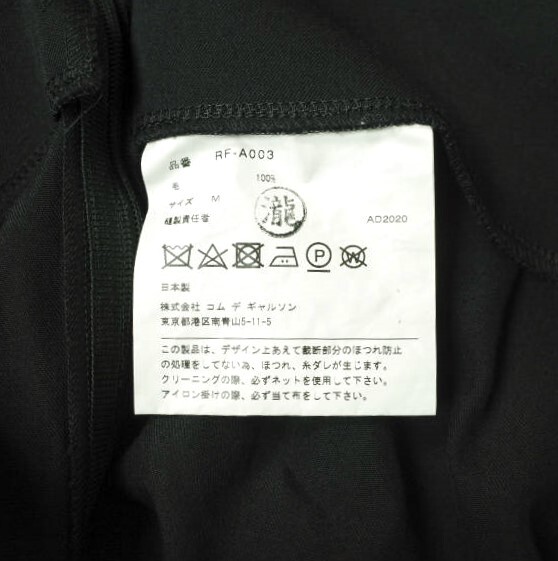 品番 RF-A003
毛 100%
サイズ M
縫製責任者 瀧 AD2020
日本製
株式会社 コム デ ギャルソン
東京都港区南青山5-11-5
この製品は、デザイン上あえて裁断部分のほつれ防止
の処理をしてない為、ほつれ、糸ダレが生じます。
クリーニングの際、必ずネットを使用して下さい。
アイロン掛けの際、必ず当て布をして下さい。